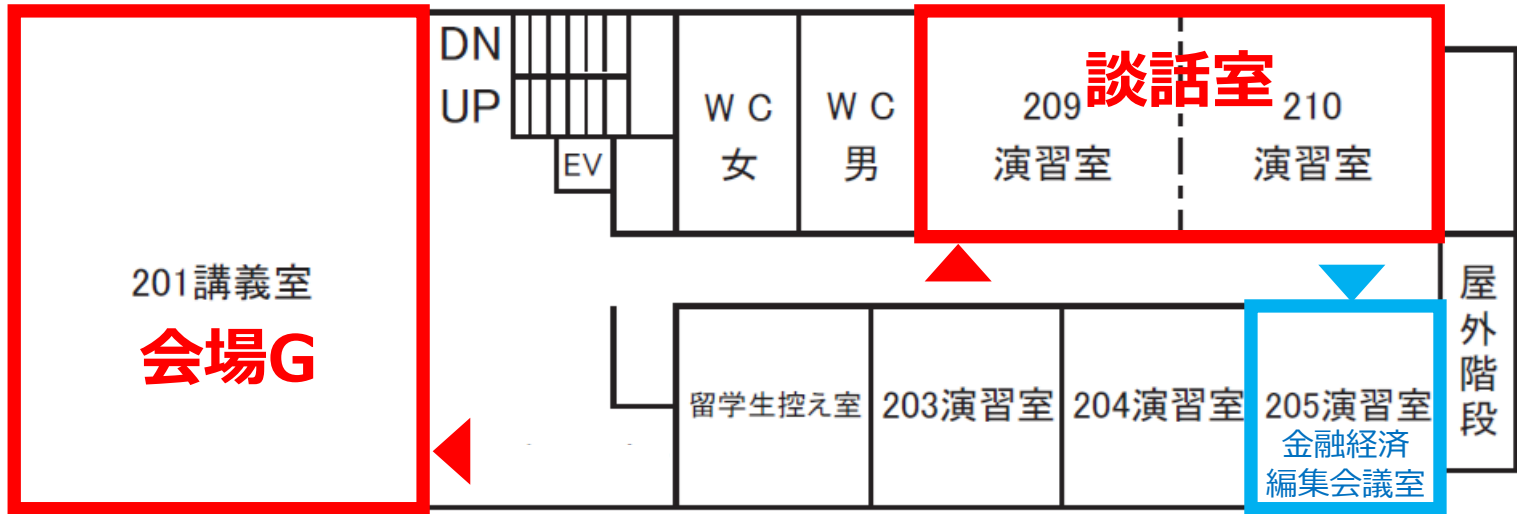 DN
UP
EV
WC
女
WC
男
談話室
209
演習室
210
演習室
201講義室
会場G
留学生控え室
203演習室
204演習室
205演習室
金融経済
編集会議室
屋外階段